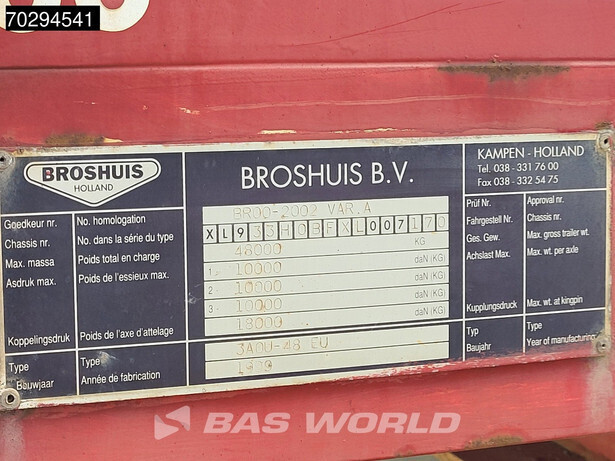 70294541
BROSHUIS
HOLLAND
BROSHUIS B.V.
KAMPEN - HOLLAND
Tel. 038 - 331 76 00
Fax 038 - 332 54 75
Goedkeur nr. No. homologation BR00-2002 VAR.A Prüf Nr. Approval nr.
Chassis nr. No. dans la série du type XL933H0BFXL007170 Fahrgestell Nr. Chassis nr.
Max. massa Poids total en charge 48000 KG Ges. Gew. Max. gross trailer wt.
Asdruk max. Poids de l'essieux max. 1 10000 daN (KG) Achslast Max. Max. wt. per axle
2 10000 daN (KG)
3 10000 daN (KG)
Koppelingsdruk Poids de l'axe d'attelage 18000 daN (KG) Kupplungsdruck Max. wt. at kingpin
Type Type 3AOU-48 EU Typ Type
Bouwjaar Année de fabrication Baujahr Year of manufacturing
BAS WORLD